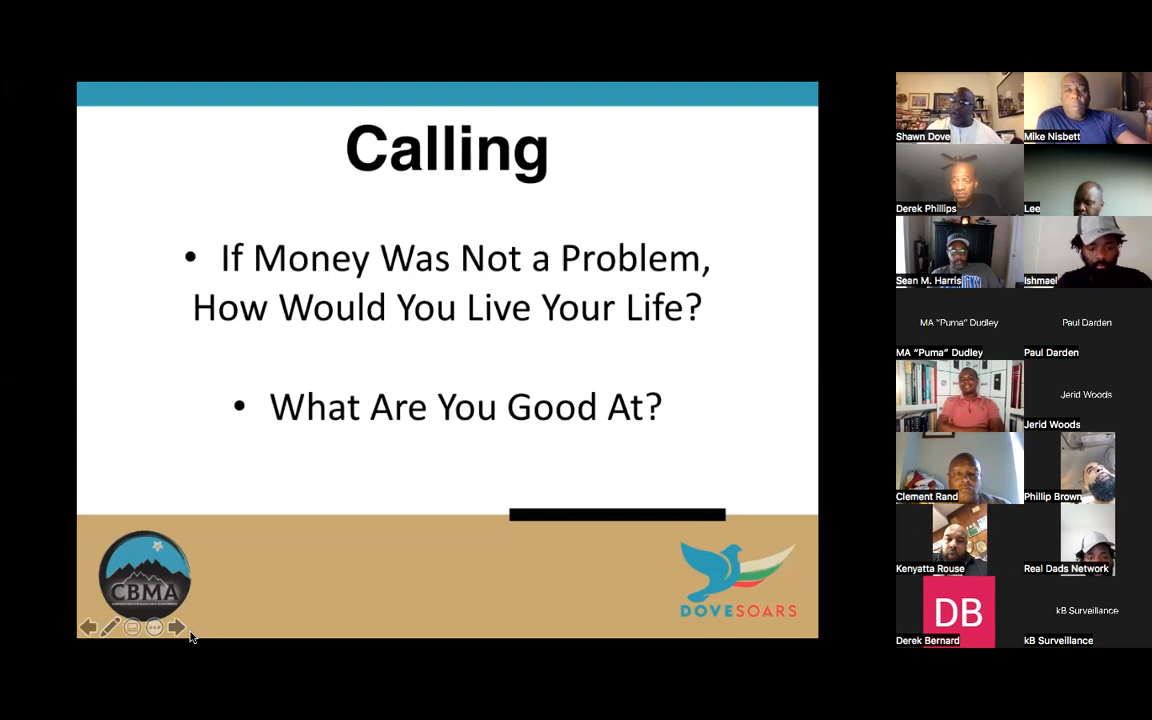 Calling
• If Money Was Not a Problem,
How Would You Live Your Life?
• What Are You Good At?
CBMA
DOVESOARS
Shawn Dove
Mike Nisbett
Derek Phillips
Lee
Sean M. Harris
Ishmael
MA "Puma" Dudley
Paul Darden
MA "Puma" Dudley
Paul Darden
Jerid Woods
Jerid Woods
Clement Rand
Phillip Brown
Kenyatta Rouse
Real Dads Network
DB
kB Surveillance
Derek Bernard
kB Surveillance